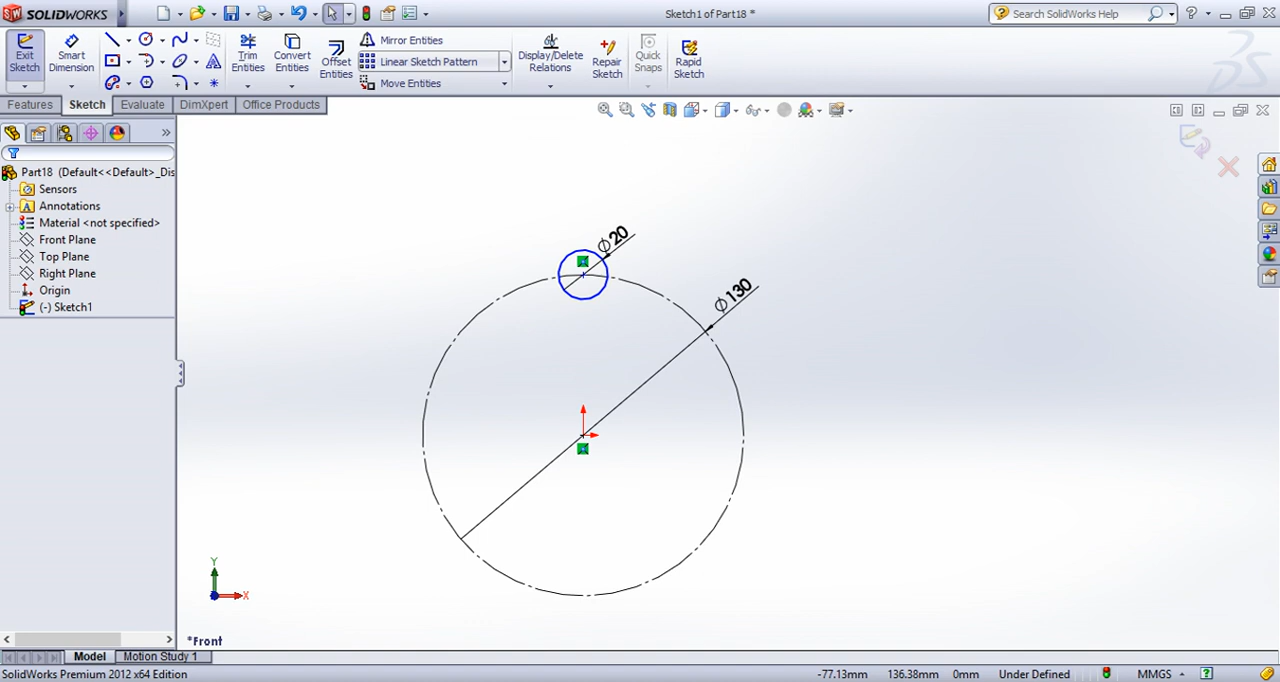 SOLIDWORKS
Sketch1 of Part18 *
Search SolidWorks Help
Exit Sketch
Smart Dimension
Trim Entities
Convert Entities
Offset Entities
Mirror Entities
Linear Sketch Pattern
Move Entities
Display/Delete Relations
Repair Sketch
Quick Snaps
Rapid Sketch
Features
Sketch
Evaluate
DimXpert
Office Products
Part18 (Default<<Default>_Dis
Sensors
Annotations
Material <not specified>
Front Plane
Top Plane
Right Plane
Origin
(-) Sketch1
Ø20
Ø130
Y
X
*Front
Model
Motion Study 1
SolidWorks Premium 2012 x64 Edition
-77.13mm
136.38mm
0mm
Under Defined
MMGS